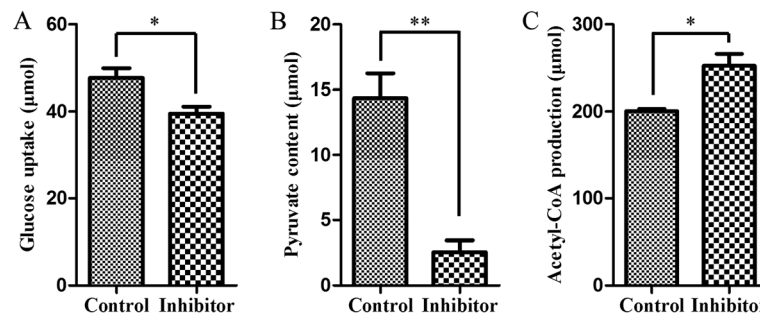 A
Glucose uptake (μmol)
60
40
20
0
*
Control Inhibitor
B
Pyruvate content (μmol)
20
15
10
5
0
**
Control Inhibitor
C
Acetyl-CoA production (μmol)
300
200
100
0
*
Control Inhibitor